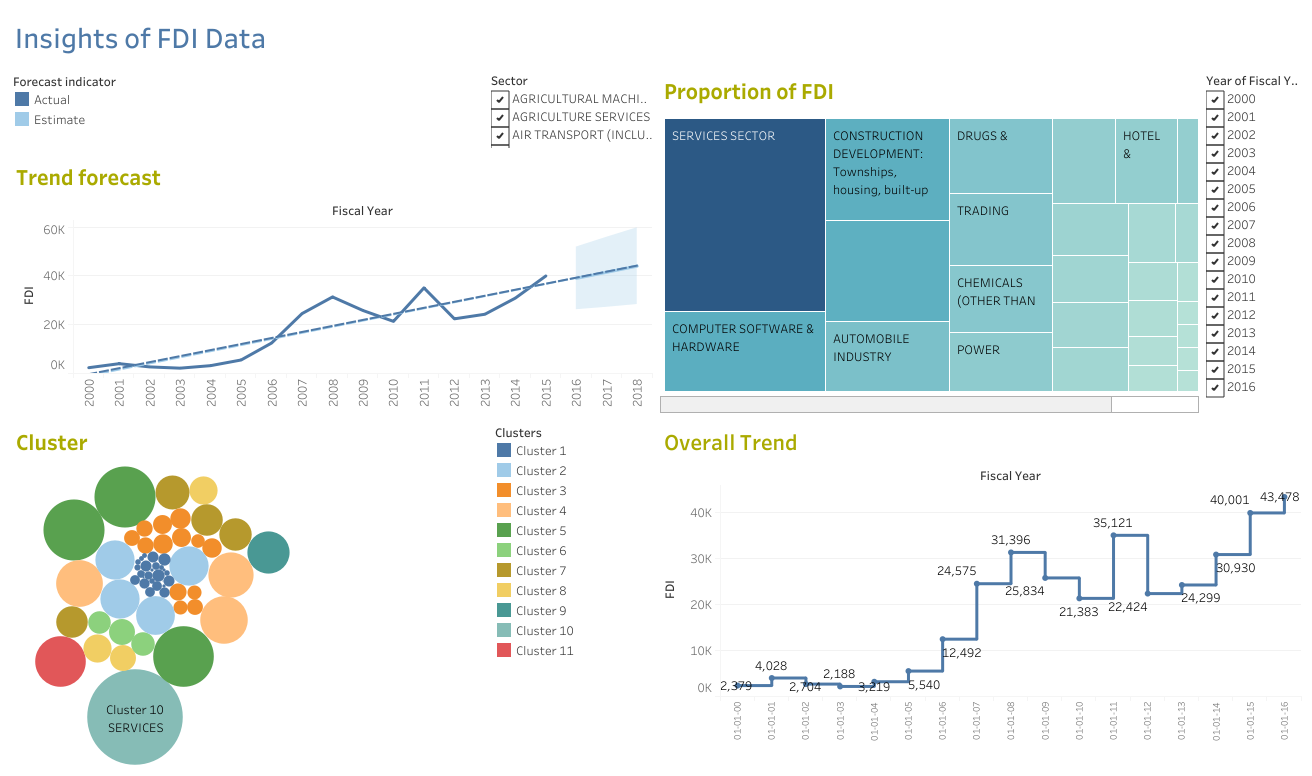 Insights of FDI Data
Forecast indicator
Actual
Estimate
Sector
AGRICULTURAL MACHI..
AGRICULTURE SERVICES
AIR TRANSPORT (INCLU..
Trend forecast
Fiscal Year
60K
40K
20K
0K
FDI
2000
2001
2002
2003
2004
2005
2006
2007
2008
2009
2010
2011
2012
2013
2014
2015
2016
2017
2018
Proportion of FDI
SERVICES SECTOR
COMPUTER SOFTWARE &
HARDWARE
CONSTRUCTION
DEVELOPMENT:
Townships,
housing, built-up
AUTOMOBILE
INDUSTRY
DRUGS &
TRADING
CHEMICALS
(OTHER THAN
POWER
HOTEL
&
Year of Fiscal Y..
2000
2001
2002
2003
2004
2005
2006
2007
2008
2009
2010
2011
2012
2013
2014
2015
2016
Cluster
Cluster 10
SERVICES
Clusters
Cluster 1
Cluster 2
Cluster 3
Cluster 4
Cluster 5
Cluster 6
Cluster 7
Cluster 8
Cluster 9
Cluster 10
Cluster 11
Overall Trend
Fiscal Year
40K
30K
20K
10K
0K
FDI
2,379
4,028
2,704
2,188
3,219
5,540
12,492
24,575
31,396
25,834
21,383
35,121
22,424
24,299
30,930
40,001
43,478
01-01-00
01-01-01
01-01-02
01-01-03
01-01-04
01-01-05
01-01-06
01-01-07
01-01-08
01-01-09
01-01-10
01-01-11
01-01-12
01-01-13
01-01-14
01-01-15
01-01-16